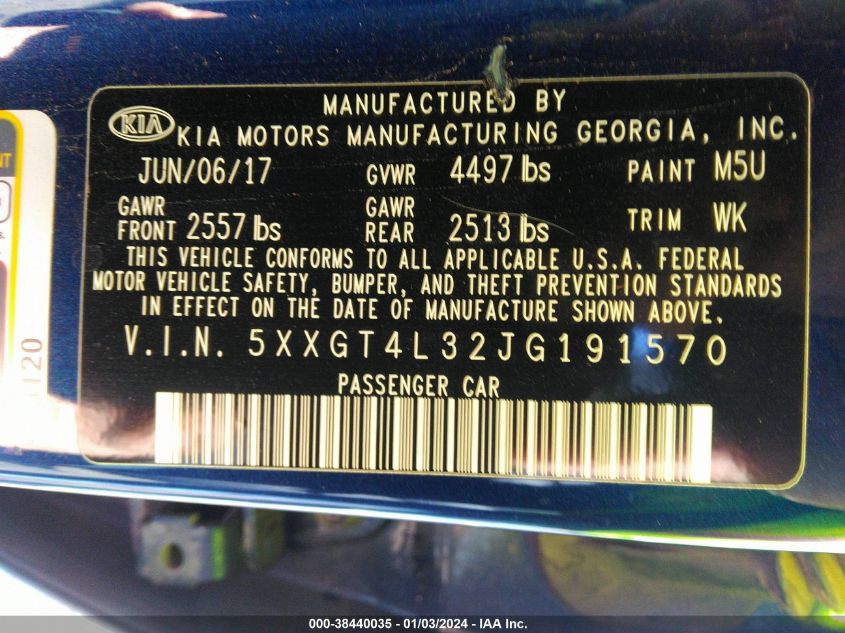 MANUFACTURED BY
KIA KIA MOTORS MANUFACTURING GEORGIA, INC.
JUN/06/17 GVWR 4497 lbs PAINT M5U
GAWR FRONT 2557 lbs GAWR REAR 2513 lbs TRIM WK
THIS VEHICLE CONFORMS TO ALL APPLICABLE U.S.A. FEDERAL
MOTOR VEHICLE SAFETY, BUMPER, AND THEFT PREVENTION STANDARDS
IN EFFECT ON THE DATE OF MANUFACTURE SHOWN ABOVE.
V.I.N. 5XXGT4L32JG191570
PASSENGER CAR
000-38440035 - 01/03/2024 - IAA Inc.